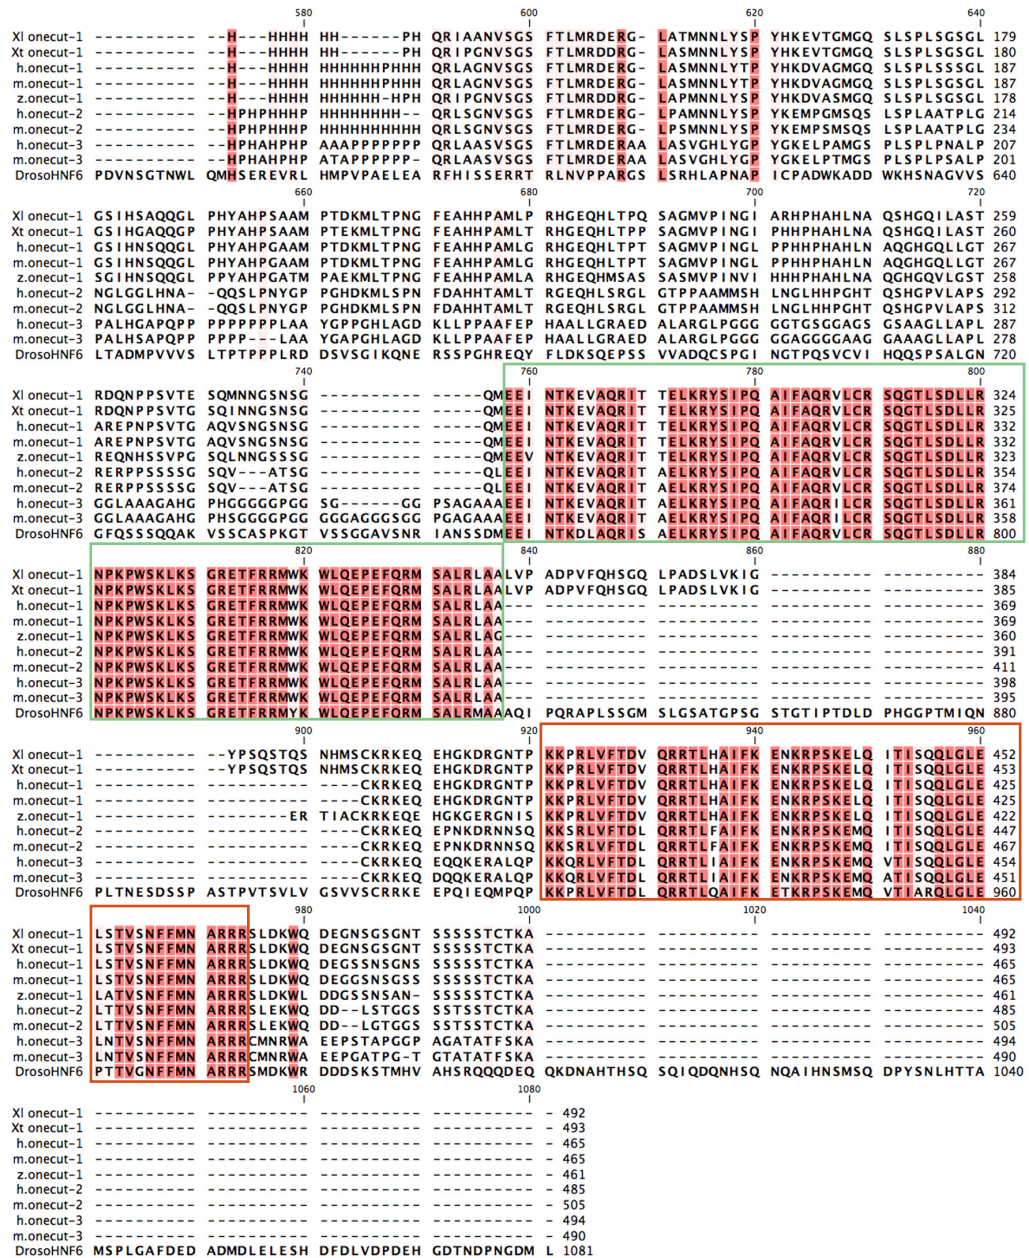 580 600 620 640
Xl onecut-1 ---------- --H---HHHH HH-----PH QRIAANVSGS FTLMRDERG- LATMNNLYSP YHKEVTGMGQ SLSPLSGSGL 179
Xt onecut-1 ---------- --H---HHHH HH-----PH QRIPANVSGS FTLMRDDRG- LASMNNLYSP YHKDVTGMGQ SLSPLSGSGL 180
h.onecut-1 ---------- --H---HHHH HHHHHHPHHH QRLAGNVSGS FTLMRDERG- LASMNNLYTP YHKDVAGMGQ SLSPLSSSGL 187
m.onecut-1 ---------- --H---HHHH HHHHHHPHHH QRLAGNVSGS FTLMRDERG- LASMNNLYTP YHKDVAGMGQ SLSPLSGSGL 187
z.onecut-1 ---------- --H---HHHH HHHHHHH-HPH QRIPGNVSGS FTLMRDDRG- LAPMNNLYSP YHKDVASMGQ SLSPLSGSGL 178
h.onecut-2 ---------- --HPHPHHHP HHHHHHHHH- QRLSGNVSGS FTLMRDERG- LPAMNNLYSP YKEMPGMSQS LSPLAATPLG 214
m.onecut-2 ---------- --HPHPHHHP HHHHHHHHHH QRLSGNVSGS FTLMRDERG- LPSMNNLYSP YKEMPSMSQS LSPLAATPLG 234
h.onecut-3 ---------- --HPHAHPHP AAAPPPPPPP QRLAASVSGS FTLMRDERAA LASVGHLYGP YGKELPAMGS PLSPLPNALP 207
m.onecut-3 ---------- --HPHAHPHP ATAPPPPPP- QRLAASVSGS FTLMRDERAA LASVGHLYGP YGKELPTMGS PLSPLPSALP 201
DrosoHNF6 PDVNSGTNWL QMHSEREVRL HMPVPAELEA RFHISSERRT RLNVPPARGS LSRHLAPNAP ICPADWKADD WKHSNAGVVS 640
660 680 700 720
Xl onecut-1 GSIHSAQQGL PHYAHPSAAM PTDKMLTPNG FEAHHPAMLP RHGEQHLTPQ SAGMVPINGI ARHPHAHLNA QSHGQILAST 259
Xt onecut-1 GSIHGAQQGP PHYAHPSAAM PTEKMLTPNG FEAHHPAMLT RHGEQHLTPP SAGMVPINGI PHHPHAHLNA QSHGQILAST 260
h.onecut-1 GSIHNSQQGL PHYAHPGAAM PTDKMLTPNG FEAHHPAMLG RHGEQHLTPT SAGMVPINGL PPHHPHAHLN AQGHGQLLGT 267
m.onecut-1 GSIHNSQQGL PHYAHPGAAM PTDKMLTPNG FEAHHPAMLG RHGEQHLTPT SAGMVPINGL PPHHPHAHLN AQGHGQLLGT 267
z.onecut-1 SGIHNSQQGL PPYAHPGATM PAEKMLTPNG FEAHHPAMLA RHGEQHMSAS SASMVPINVI HHHPHAHLNA QGHGQVLGST 258
h.onecut-2 NGLGGLHNA- -QQSLPNYGP PGHDKMLSPN FDAHHTAMLT RGEQHLSRGL GTPPAAMMSH LNGLHHPGHT QSHGPVLAPS 292
m.onecut-2 NGLGGLHNA- -QQSLPNYGP PGHDKMLSPN FDAHHTAMLT RGEQHLSRGL GTPPAAMMSH LNGLHHPGHT QSHGPVLAPS 312
h.onecut-3 PALHGAPQPP PPPPPPPLAA YGPPGHLAGD KLLPPAAFEP HAALLGRAED ALARGLPGGG GGTGSGGAGS GSAAGLLAPL 287
m.onecut-3 PALHSAPQPP PPPP---LAA YGAPGHLAGD KLLPPAAFEP HAALLGRAED ALARGLPGGG GGAGGGGAAG GAAAGLLAPL 278
DrosoHNF6 LTADMPVVVS LTPTPPPLRD DSVSGIKQNE RSSPGHREQY FLDKSQEPSS VVADQCSPGI NGTPQSVCVI HQQSPSALGN 720
740 760 780 800
Xl onecut-1 RDQNPPSVTE SQMNNGSNSG ---------- -----QMEEI NTKEVAQRIT TELKRYSIPQ AIFAQRVLCR SQGTLSDLLR 324
Xt onecut-1 RDQNPPSVTG SQINNGSNSG ---------- -----QMEEI NTKEVAQRIT TELKRYSIPQ AIFAQRVLCR SQGTLSDLLR 325
h.onecut-1 AREPNPSVTG AQVSNGSNSG ---------- -----QMEEI NTKEVAQRIT TELKRYSIPQ AIFAQRVLCR SQGTLSDLLR 332
m.onecut-1 AREPNPSVTG AQVSNGSNSG ---------- -----QMEEI NTKEVAQRIT TELKRYSIPQ AIFAQRVLCR SQGTLSDLLR 332
z.onecut-1 REQNHSSVPG SQLNNGSSSG ---------- -----QMEEV NTKEVAQRIT TELKRYSIPQ AIFAQRVLCR SQGTLSDLLR 323
h.onecut-2 RERPPSSSSG SQV---ATSG ---------- -----QLEEI NTKEVAQRIT AELKRYSIPQ AIFAQRVLCR SQGTLSDLLR 354
m.onecut-2 RERPPSSSSG SQV---ATSG ---------- -----QLEEI NTKEVAQRIT AELKRYSIPQ AIFAQRVLCR SQGTLSDLLR 374
h.onecut-3 GGLAAAGAHG PHGGGGGPGG SG------GG PSAGAAAEEI NTKEVAQRIT AELKRYSIPQ AIFAQRILCR SQGTLSDLLR 361
m.onecut-3 GGLAAAGAHG PHSGGGGPGG GGGAGGGSGG PGAGAAAEEI NTKEVAQRIT AELKRYSIPQ AIFAQRILCR SQGTLSDLLR 358
DrosoHNF6 GFQSSSQQAK VSSCASPKGT VSSGGAVSNR IANSSDMEEI NTKDLAQRIS AELKRYSIPQ AIFAQRVLCR SQGTLSDLLR 800
820 840 860 880
Xl onecut-1 NPKPWSKLKS GRETFRRMWK WLQEPEFQRM SALRLAALVP ADPVFQHSGQ LPADSLVKIG ---------- ---------- 384
Xt onecut-1 NPKPWSKLKS GRETFRRMWK WLQEPEFQRM SALRLAALVP ADPVFQHSGQ LPADSLVKIG ---------- ---------- 385
h.onecut-1 NPKPWSKLKS GRETFRRMWK WLQEPEFQRM SALRLAA--- ---------- ---------- ---------- ---------- 369
m.onecut-1 NPKPWSKLKS GRETFRRMWK WLQEPEFQRM SALRLAA--- ---------- ---------- ---------- ---------- 369
z.onecut-1 NPKPWSKLKS GRETFRRMWK WLQEPEFQRM SALRLAG--- ---------- ---------- ---------- ---------- 360
h.onecut-2 NPKPWSKLKS GRETFRRMWK WLQEPEFQRM SALRLAA--- ---------- ---------- ---------- ---------- 391
m.onecut-2 NPKPWSKLKS GRETFRRMWK WLQEPEFQRM SALRLAA--- ---------- ---------- ---------- ---------- 411
h.onecut-3 NPKPWSKLKS GRETFRRMWK WLQEPEFQRM SALRLAA--- ---------- ---------- ---------- ---------- 398
m.onecut-3 NPKPWSKLKS GRETFRRMWK WLQEPEFQRM SALRLAA--- ---------- ---------- ---------- ---------- 395
DrosoHNF6 NPKPWSKLKS GRETFRRMYK WLQEPEFQRM SALRMAAAQI PQRAPLSSGM SLGSATGPSG STGTIPTDLD PHGGPTMIQN 880
900 920 940 960
Xl onecut-1 ---------- --YPSQSTQS NHMSCKRKEQ EHGKDRGNTP KKPRLVFTDV QRRTLHAIFK ENKRPSKELQ ITISQQLGLE 452
Xt onecut-1 ---------- --YPSQSTQS NHMSCKRKEQ EHGKDRGNTP KKPRLVFTDV QRRTLHAIFK ENKRPSKELQ ITISQQLGLE 453
h.onecut-1 ---------- ---------- ----CKRKEQ EHGKDRGNTP KKPRLVFTDV QRRTLHAIFK ENKRPSKELQ ITISQQLGLE 425
m.onecut-1 ---------- ---------- ----CKRKEQ EHGKDRGNTP KKPRLVFTDV QRRTLHAIFK ENKRPSKELQ ITISQQLGLE 425
z.onecut-1 ---------- --------ER TIACKRKEQE HGKGERGNIS KKPRLVFTDV QRRTLHAIFK ENKRPSKELQ ITISQQLGLE 422
h.onecut-2 ---------- ---------- ----CKRKEQ EPNKDRNNSQ KKSRLVFTDL QRRTLFAIFK ENKRPSKEMQ ITISQQLGLE 447
m.onecut-2 ---------- ---------- ----CKRKEQ EPNKDRNNSQ KKSRLVFTDL QRRTLFAIFK ENKRPSKEMQ ITISQQLGLE 467
h.onecut-3 ---------- ---------- ----CKRKEQ EQQKERALQP KKQRLVFTDL QRRTLIAIFK ENKRPSKEMQ VTISQQLGLE 454
m.onecut-3 ---------- ---------- ----CKRKEQ DQQKERALQP KKQRLVFTDL QRRTLIAIFK ENKRPSKEMQ ATISQQLGLE 451
DrosoHNF6 PLTNESDSSP ASTPVTSVLV GSVVSCRRKE EPQIEQMPQP KKPRLVFTDL QRRTLQAIFK ETKRPSKEMQ VTIARQLGLE 960
980 1000 1020 1040
Xl onecut-1 LSTVSNFFMN ARRRSLDKWQ DEGNSGSGNT SSSSSTCTKA ---------- ---------- ---------- ---------- 492
Xt onecut-1 LSTVSNFFMN ARRRSLDKWQ DEGNSGSGNT SSSSSTCTKA ---------- ---------- ---------- ---------- 493
h.onecut-1 LSTVSNFFMN ARRRSLDKWQ DEGSSNSGNS SSSSSTCTKA ---------- ---------- ---------- ---------- 465
m.onecut-1 LSTVSNFFMN ARRRSLDKWQ DEGGSNSGSS SSSSSTCTKA ---------- ---------- ---------- ---------- 465
z.onecut-1 LATVSNFFMN ARRRSLDKWL DDGSSNSAN- SSSSSTCTKA ---------- ---------- ---------- ---------- 461
h.onecut-2 LTTVSNFFMN ARRRSLEKWQ DD--LSTGGS SSTSSTCTKA ---------- ---------- ---------- ---------- 485
m.onecut-2 LTTVSNFFMN ARRRSLEKWQ DD--LGTGGS SSTSSTCTKA ---------- ---------- ---------- ---------- 505
h.onecut-3 LNTVSNFFMN ARRRCMNRWA EEPSTAPGGP AGATATFSKA ---------- ---------- ---------- ---------- 494
m.onecut-3 LNTVSNFFMN ARRRCMNRWA EEPGATPG-T GTATATFSKA ---------- ---------- ---------- ---------- 490
DrosoHNF6 PTTVGNFFMN ARRRSMDKWR DDDSKSTMHV AHSRQQQDEQ QKDNAHTHSQ SQIQDQNHSQ NQAIHNSMSQ DPYSNLHTTA 1040
1060 1080
Xl onecut-1 ---------- ---------- ---------- ---------- - 492
Xt onecut-1 ---------- ---------- ---------- ---------- - 493
h.onecut-1 ---------- ---------- ---------- ---------- - 465
m.onecut-1 ---------- ---------- ---------- ---------- - 465
z.onecut-1 ---------- ---------- ---------- ---------- - 461
h.onecut-2 ---------- ---------- ---------- ---------- - 485
m.onecut-2 ---------- ---------- ---------- ---------- - 505
h.onecut-3 ---------- ---------- ---------- ---------- - 494
m.onecut-3 ---------- ---------- ---------- ---------- - 490
DrosoHNF6 MSPLGAFDED ADMDLELESH DFDLVDPDEH GDTNDPNGDM L 1081